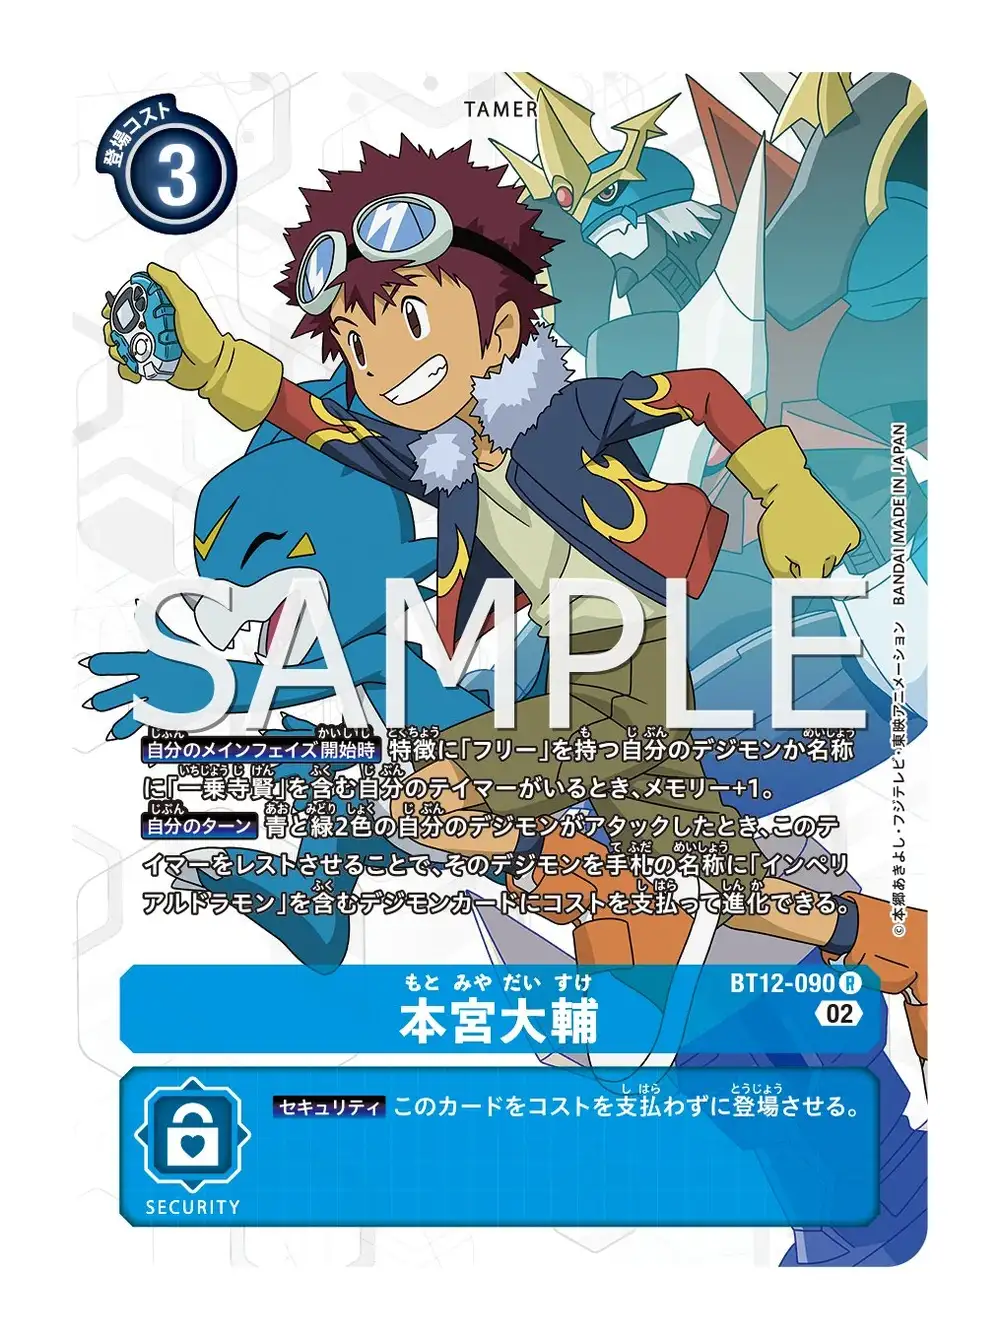 TAMER
登場コスト
3
SAMPLE
自分のメインフェイズ開始時 特徴に「フリー」を持つ自分のデジモンか名称
に「一乗寺賢」を含む自分のテイマーがいるとき、メモリー+1。
自分のターン 青と緑2色の自分のデジモンがアタックしたとき、このテ
イマーをレストさせることで、そのデジモンを手札の名称に「インペリ
アルドラモン」を含むデジモンカードにコストを支払って進化できる。
©本郷あきよし・フジテレビ・東映アニメーション BANDAI MADE IN JAPAN
もと みや だい すけ
本宮大輔
BT12-090 R
02
セキュリティ このカードをコストを支払わずに登場させる。
SECURITY